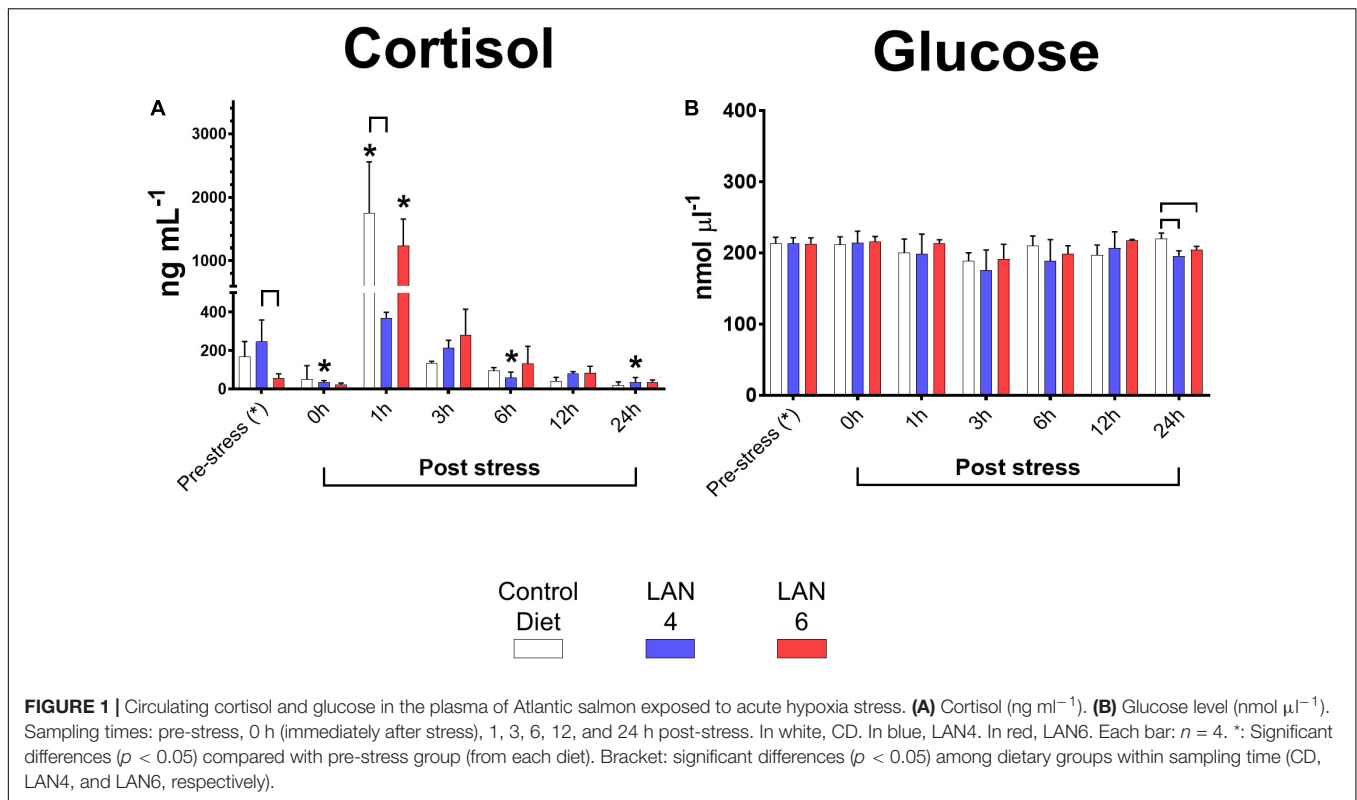 Cortisol
Glucose
A
ng mL-1
3000
2000
1000
400
200
0
*
*
*
*
*
Pre-stress (*)
0h
1h
3h
6h
12h
24h
Post stress
B
nmol µl-1
400
300
200
100
0
Pre-stress (*)
0h
1h
3h
6h
12h
24h
Post stress
Control
Diet
LAN
4
LAN
6
FIGURE 1 | Circulating cortisol and glucose in the plasma of Atlantic salmon exposed to acute hypoxia stress. (A) Cortisol (ng ml−1). (B) Glucose level (nmol µl−1).
Sampling times: pre-stress, 0 h (immediately after stress), 1, 3, 6, 12, and 24 h post-stress. In white, CD. In blue, LAN4. In red, LAN6. Each bar: n = 4. *: Significant
differences (p < 0.05) compared with pre-stress group (from each diet). Bracket: significant differences (p < 0.05) among dietary groups within sampling time (CD,
LAN4, and LAN6, respectively).